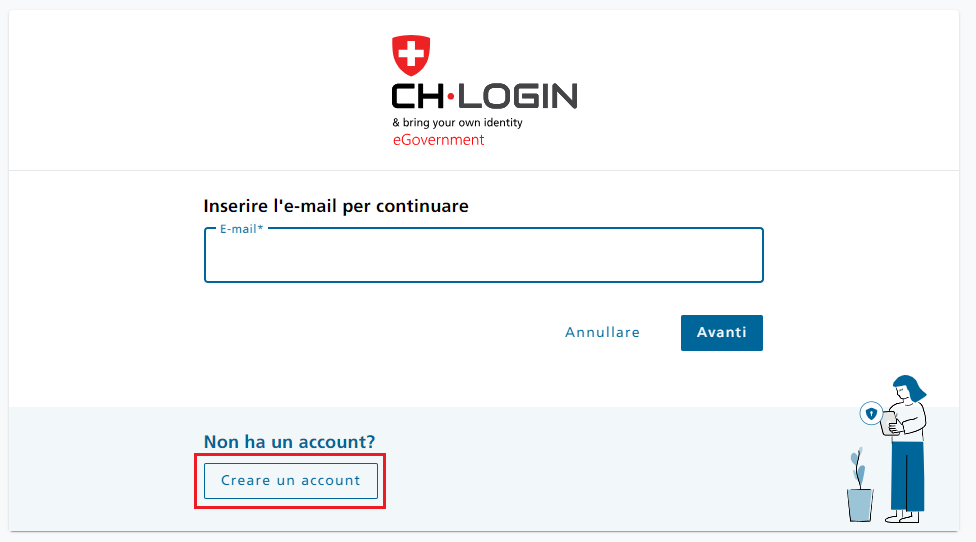 CH·LOGIN
& bring your own identity
eGovernment
Inserire l'e-mail per continuare
E-mail*
Annullare
Avanti
Non ha un account?
Creare un account